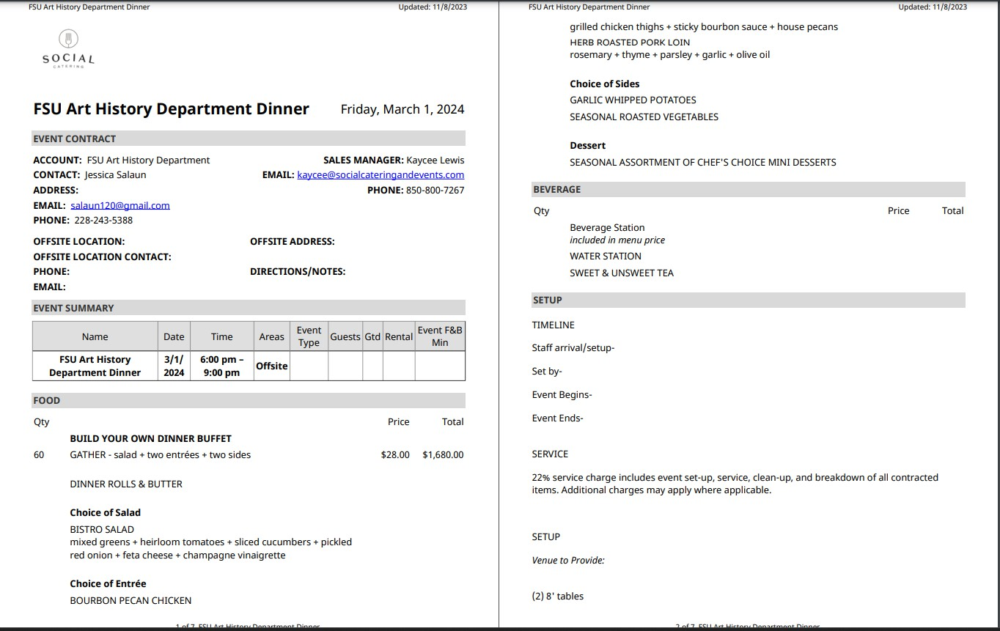 FSU Art History Department Dinner Updated: 11/8/2023
SOCIAL
CATERING
FSU Art History Department Dinner Friday, March 1, 2024
EVENT CONTRACT
ACCOUNT: FSU Art History Department SALES MANAGER: Kaycee Lewis
CONTACT: Jessica Salaun EMAIL: kaycee@socialcateringandevents.com
ADDRESS: PHONE: 850-800-7267
EMAIL: salaun120@gmail.com
PHONE: 228-243-5388
OFFSITE LOCATION: OFFSITE ADDRESS:
OFFSITE LOCATION CONTACT:
PHONE: DIRECTIONS/NOTES:
EMAIL:
EVENT SUMMARY
Name Date Time Areas Event Type Guests Gtd Rental Event F&B Min
FSU Art History Department Dinner 3/1/2024 6:00 pm – 9:00 pm Offsite
FOOD
Qty Price Total
BUILD YOUR OWN DINNER BUFFET
60 GATHER - salad + two entrées + two sides $28.00 $1,680.00
DINNER ROLLS & BUTTER
Choice of Salad
BISTRO SALAD
mixed greens + heirloom tomatoes + sliced cucumbers + pickled
red onion + feta cheese + champagne vinaigrette
Choice of Entrée
BOURBON PECAN CHICKEN
1 of 7 FSU Art History Department Dinner
FSU Art History Department Dinner Updated: 11/8/2023
grilled chicken thighs + sticky bourbon sauce + house pecans
HERB ROASTED PORK LOIN
rosemary + thyme + parsley + garlic + olive oil
Choice of Sides
GARLIC WHIPPED POTATOES
SEASONAL ROASTED VEGETABLES
Dessert
SEASONAL ASSORTMENT OF CHEF'S CHOICE MINI DESSERTS
BEVERAGE
Qty Price Total
Beverage Station
included in menu price
WATER STATION
SWEET & UNSWEET TEA
SETUP
TIMELINE
Staff arrival/setup-
Set by-
Event Begins-
Event Ends-
SERVICE
22% service charge includes event set-up, service, clean-up, and breakdown of all contracted
items. Additional charges may apply where applicable.
SETUP
Venue to Provide:
(2) 8' tables
2 of 7 FSU Art History Department Dinner